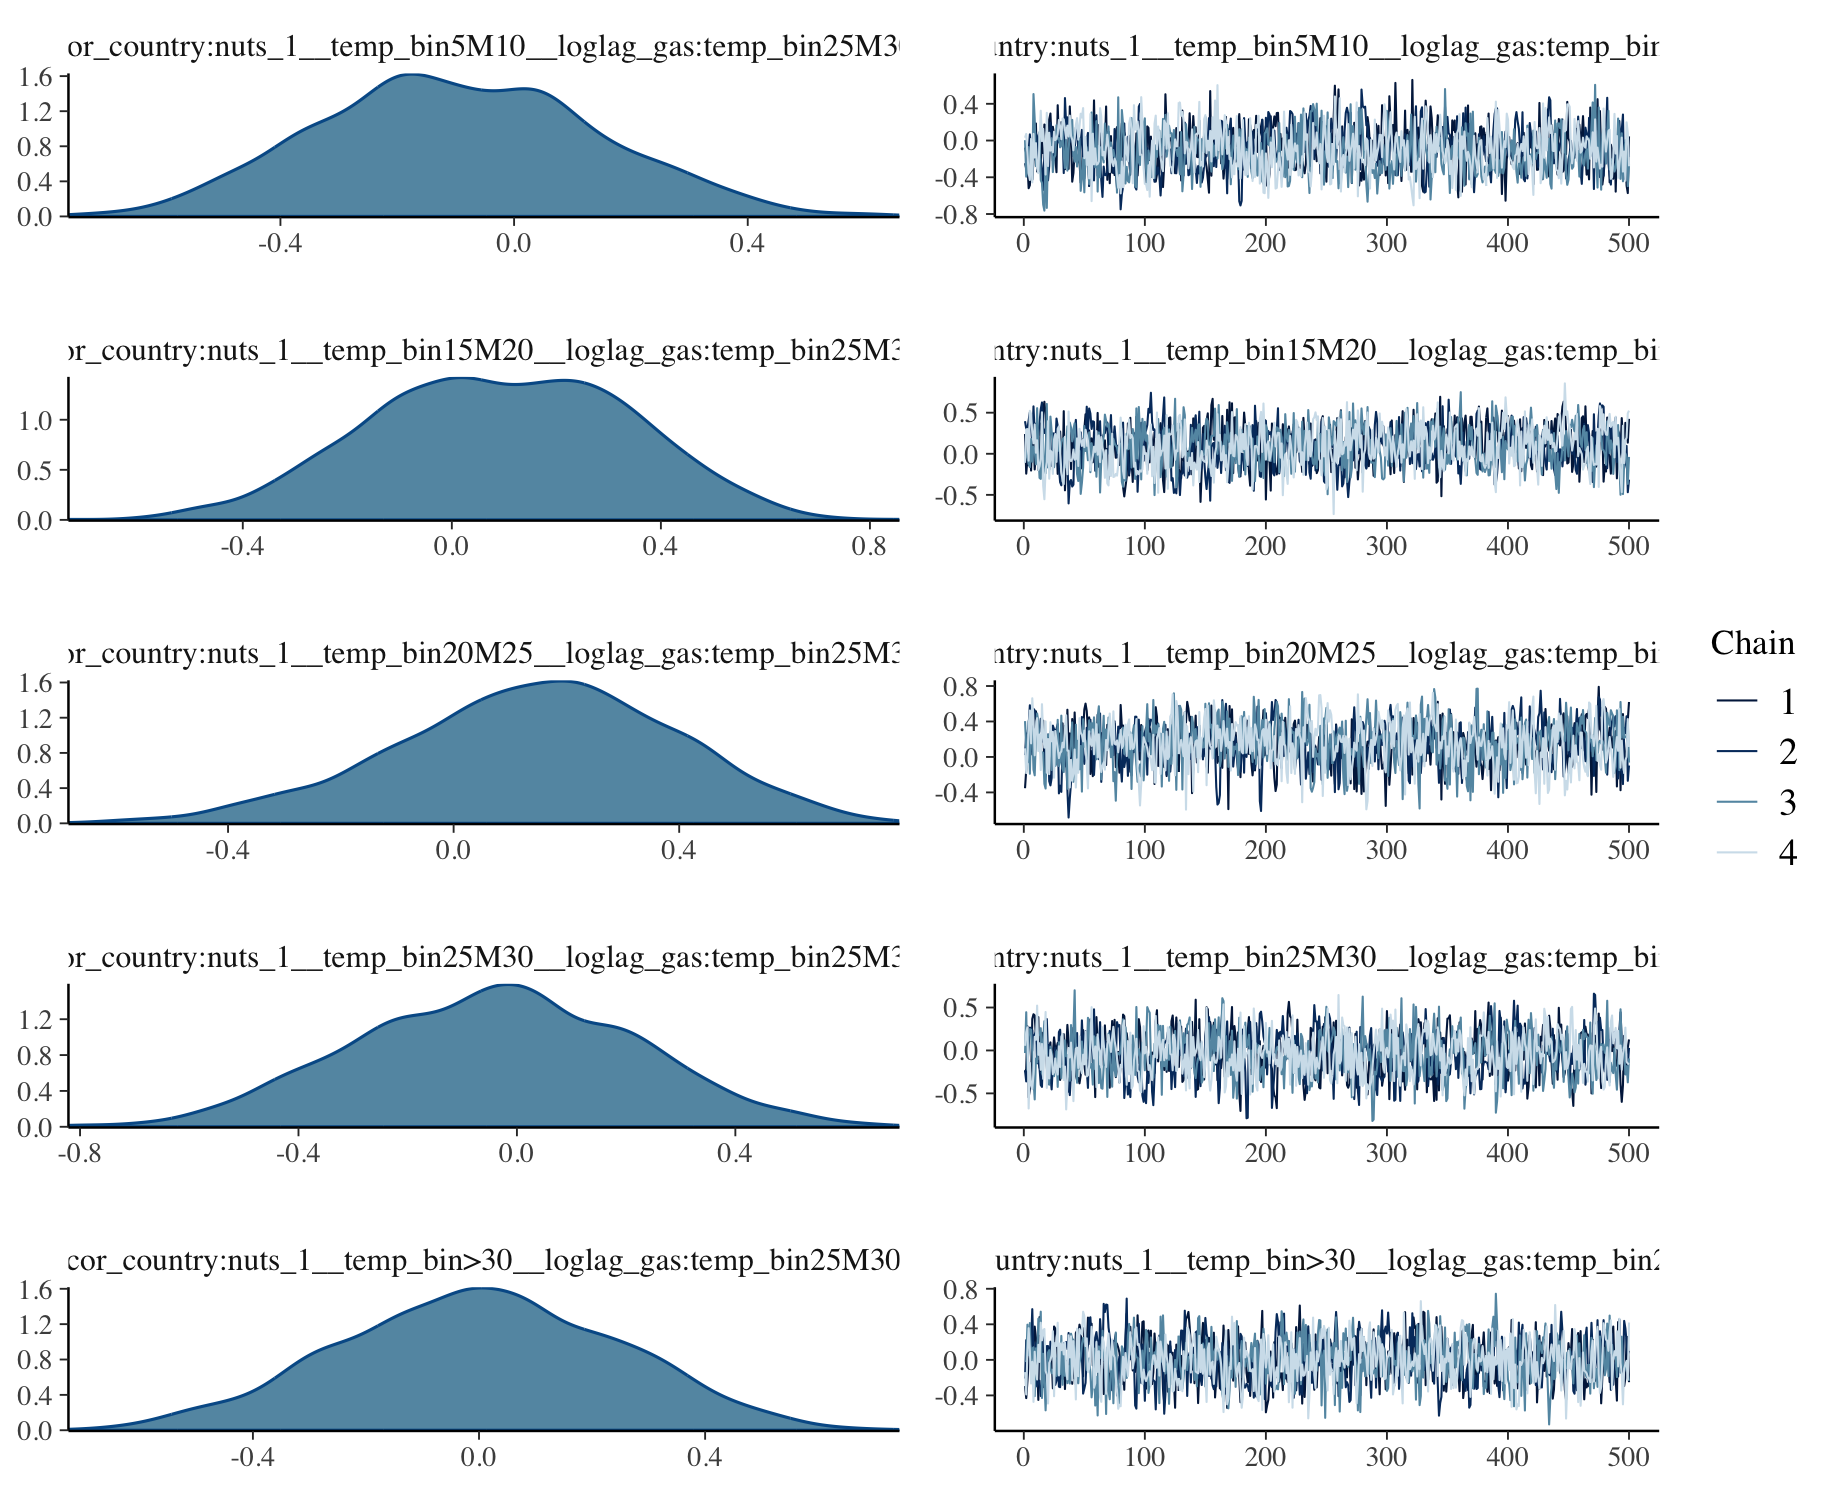 or_country:nuts_1__temp_bin5M10__loglag_gas:temp_bin25M3
ntry:nuts_1__temp_bin5M10__loglag_gas:temp_bin
1.6
1.2
0.8
0.4
0.0
-0.4 0.0 0.4
0.4
0.0
-0.4
-0.8
0 100 200 300 400 500
or_country:nuts_1__temp_bin15M20__loglag_gas:temp_bin25M3
ntry:nuts_1__temp_bin15M20__loglag_gas:temp_bi
1.0
0.5
0.0
-0.4 0.0 0.4 0.8
0.5
0.0
-0.5
0 100 200 300 400 500
or_country:nuts_1__temp_bin20M25__loglag_gas:temp_bin25M3
ntry:nuts_1__temp_bin20M25__loglag_gas:temp_bi
1.6
1.2
0.8
0.4
0.0
-0.4 0.0 0.4
0.8
0.4
0.0
-0.4
0 100 200 300 400 500
Chain
1
2
3
4
or_country:nuts_1__temp_bin25M30__loglag_gas:temp_bin25M3
ntry:nuts_1__temp_bin25M30__loglag_gas:temp_bi
1.2
0.8
0.4
0.0
-0.8 -0.4 0.0 0.4
0.5
0.0
-0.5
0 100 200 300 400 500
cor_country:nuts_1__temp_bin>30__loglag_gas:temp_bin25M30
untry:nuts_1__temp_bin>30__loglag_gas:temp_bin2
1.6
1.2
0.8
0.4
0.0
-0.4 0.0 0.4
0.8
0.4
0.0
-0.4
0 100 200 300 400 500